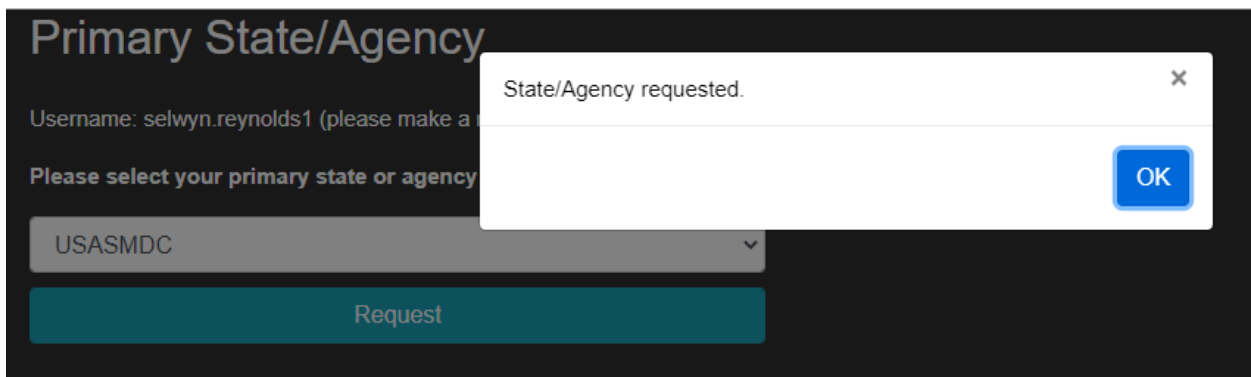 Primary State/Agency
State/Agency requested.
×
Username: selwyn.reynolds1 (please make a
Please select your primary state or agency
OK
USASMDC
Request